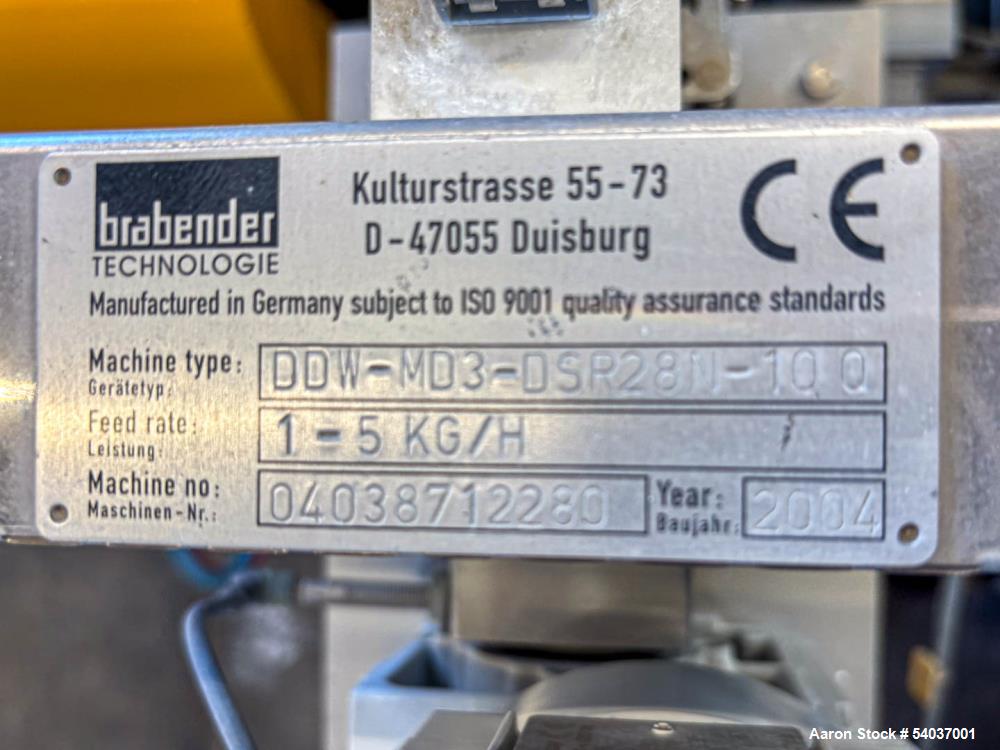 brabender
TECHNOLOGIE
Kulturstrasse 55-73
D-47055 Duisburg
CE
Manufactured in Germany subject to ISO 9001 quality assurance standards
Machine type: DDW-MD3-DSR28N-10 Q
Gerätetyp:
Feed rate: 1-5 KG/H
Leistung:
Machine no: 04038712280
Maschinen-Nr.:
Year: 2004
Baujahr:
Aaron Stock # 54037001